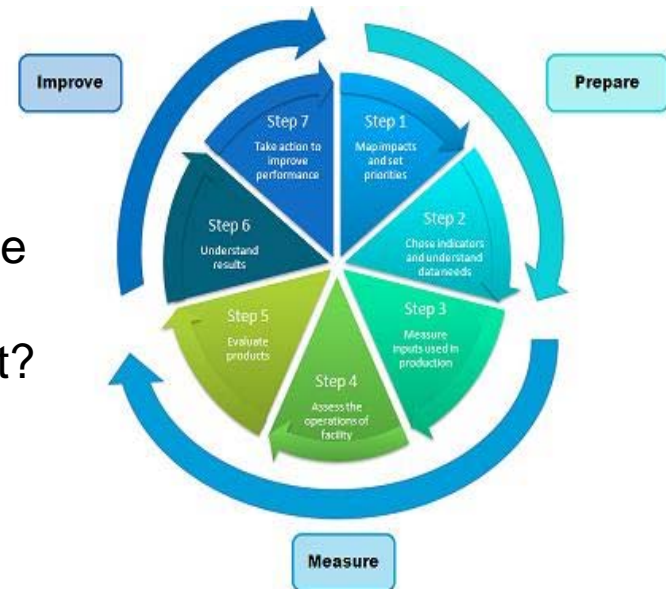 Improve
Prepare
Step 7
Take action to
improve
performance
Step 1
Map impacts
and set
priorities
Step 6
Understand
results
Step 2
Chose indicators
and understand
data needs
e
t?
Step 5
Evaluate
products
Step 3
Measure
inputs used in
production
Step 4
Assess the
operations of
facility
Measure